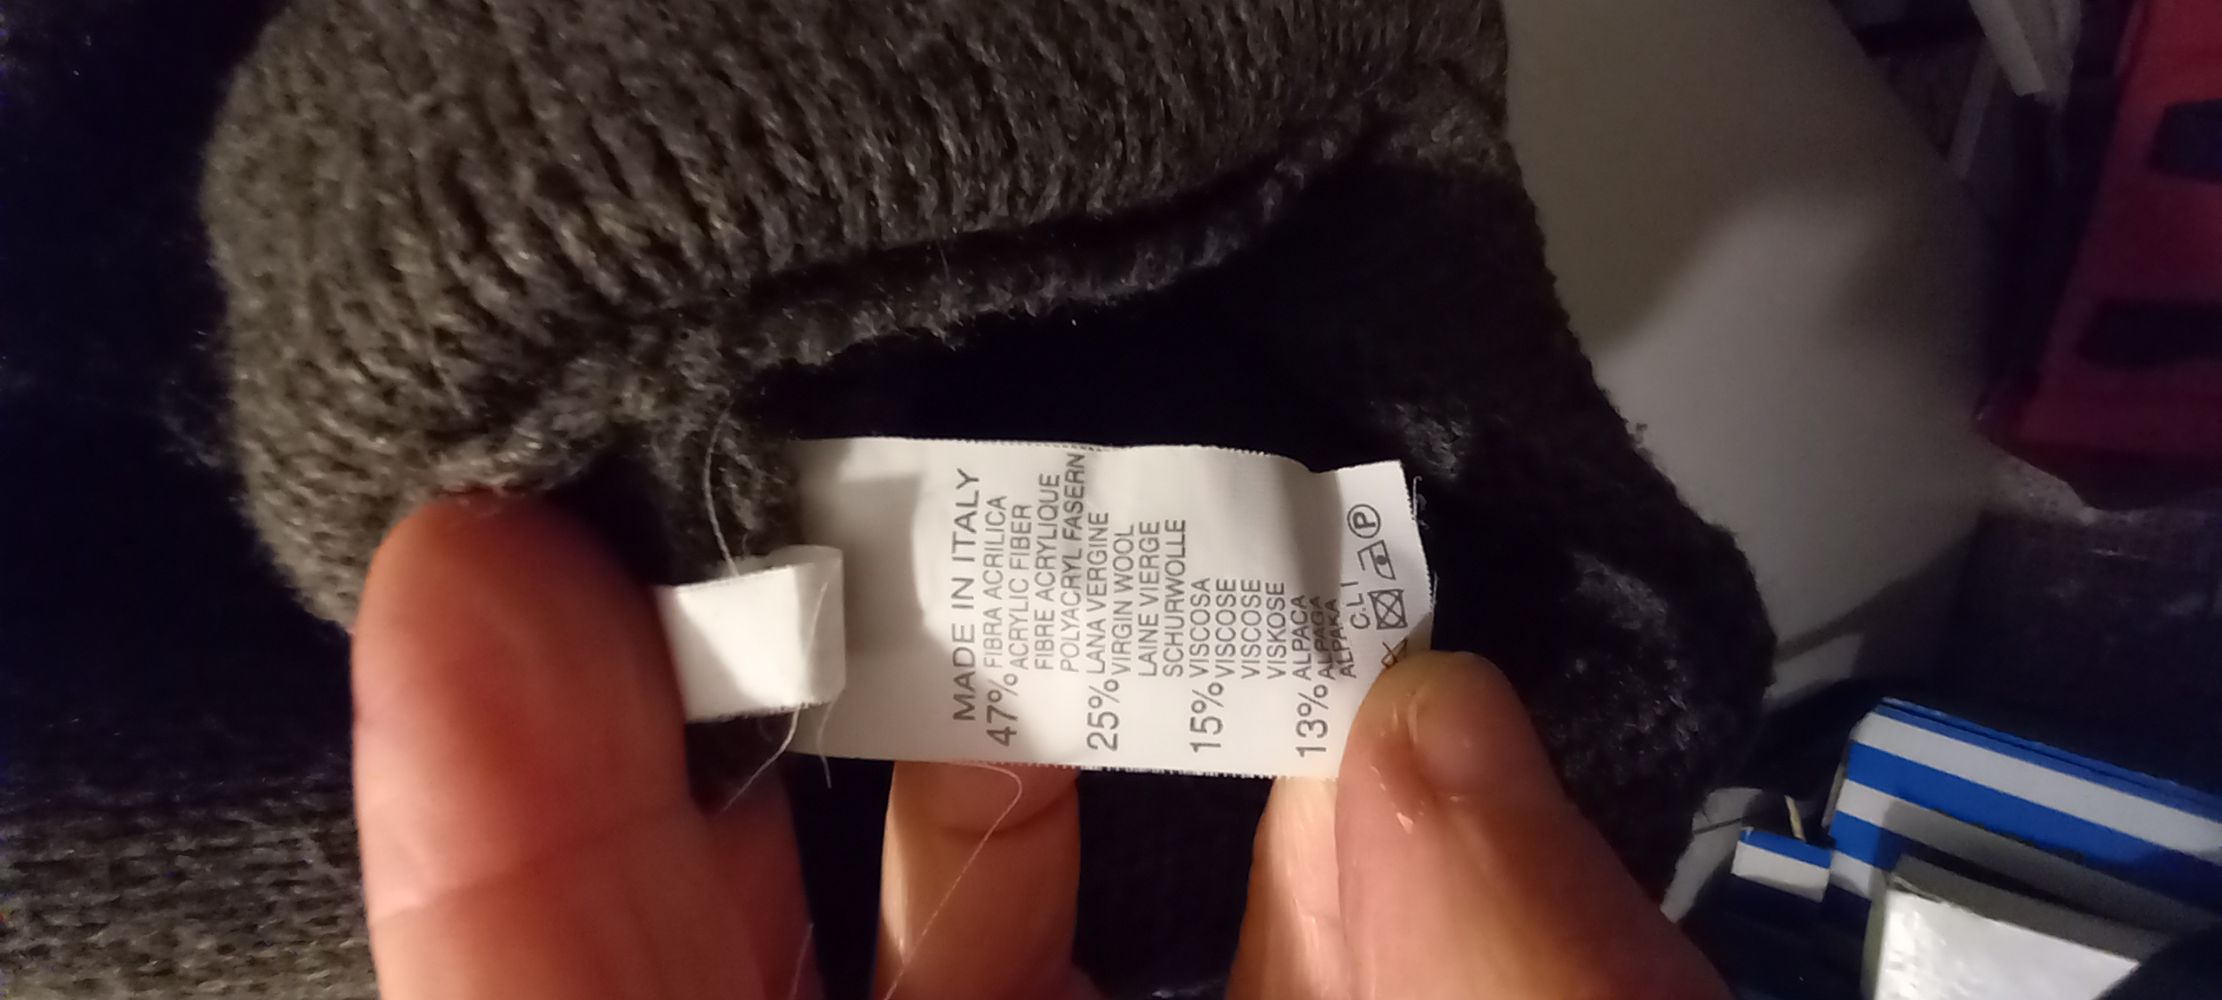 MADE IN ITALY
47% FIBRA ACRILICA
ACRYLIC FIBER
FIBRE ACRYLIQUE
POLYACRYL FASERN
25% LANA VERGINE
VIRGIN WOOL
LAINE VIERGE
SCHURWOLLE
15% VISCOSA
VISCOSE
VISCOSE
VISKOSE
13% ALPACA
ALPAGA
ALPAKA
C.L I
P